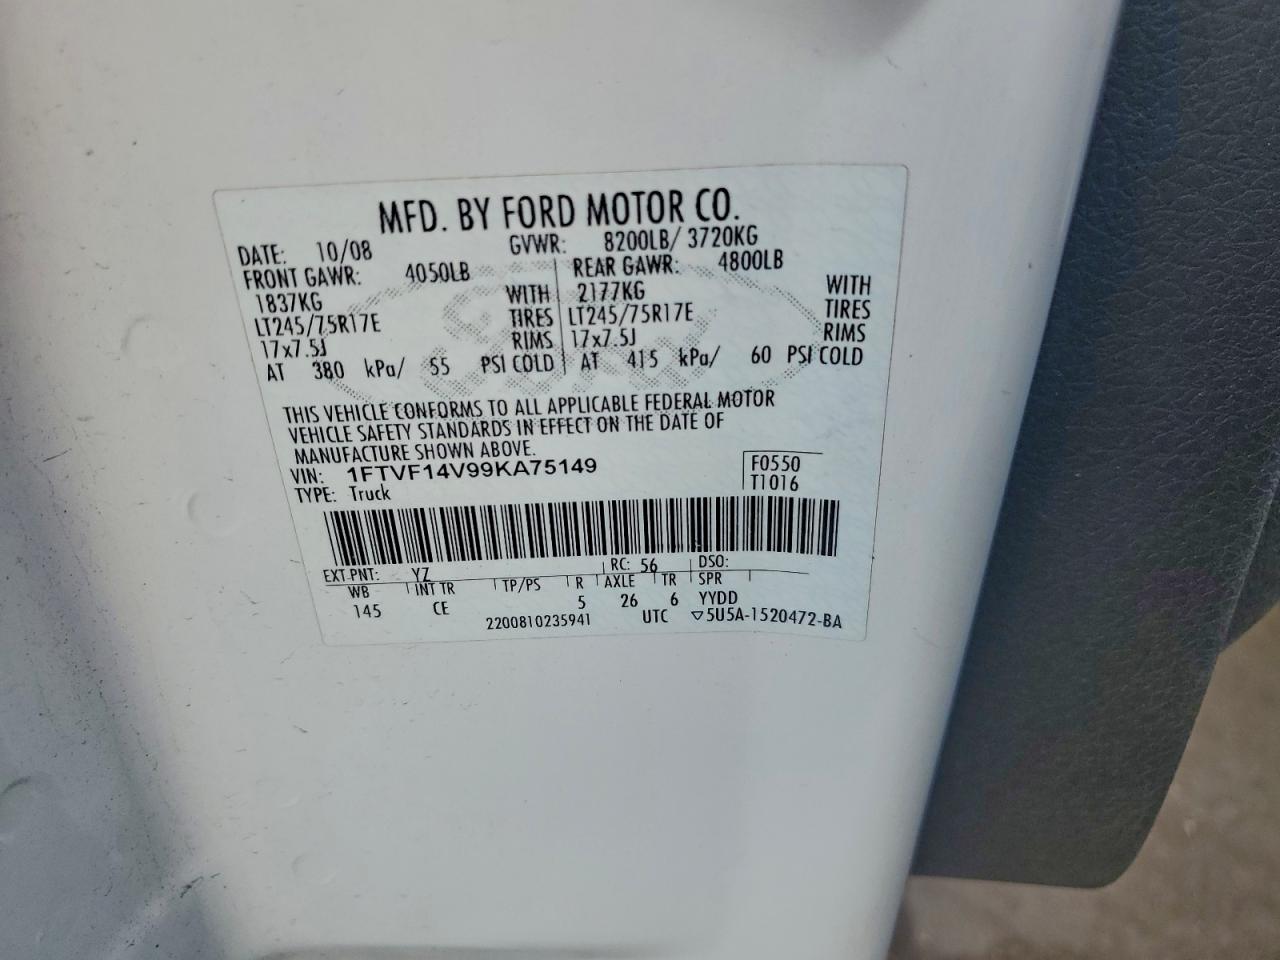 MFD. BY FORD MOTOR CO.
DATE: 10/08 GVWR: 8200LB/ 3720KG
FRONT GAWR: 4050LB REAR GAWR: 4800LB
1837KG WITH 2177KG WITH
LT245/75R17E TIRES LT245/75R17E TIRES
17x7.5J RIMS 17x7.5J RIMS
AT 380 kPa/ 55 PSI COLD AT 415 kPa/ 60 PSI COLD
THIS VEHICLE CONFORMS TO ALL APPLICABLE FEDERAL MOTOR
VEHICLE SAFETY STANDARDS IN EFFECT ON THE DATE OF
MANUFACTURE SHOWN ABOVE.
VIN: 1FTVF14V99KA75149 F0550
TYPE: Truck T1016
EXT PNT: YZ RC: 56 DSO:
WB INT TR TP/PS R AXLE TR SPR
145 CE 5 26 6 YYDD
2200810235941 UTC ▽5U5A-1520472-BA